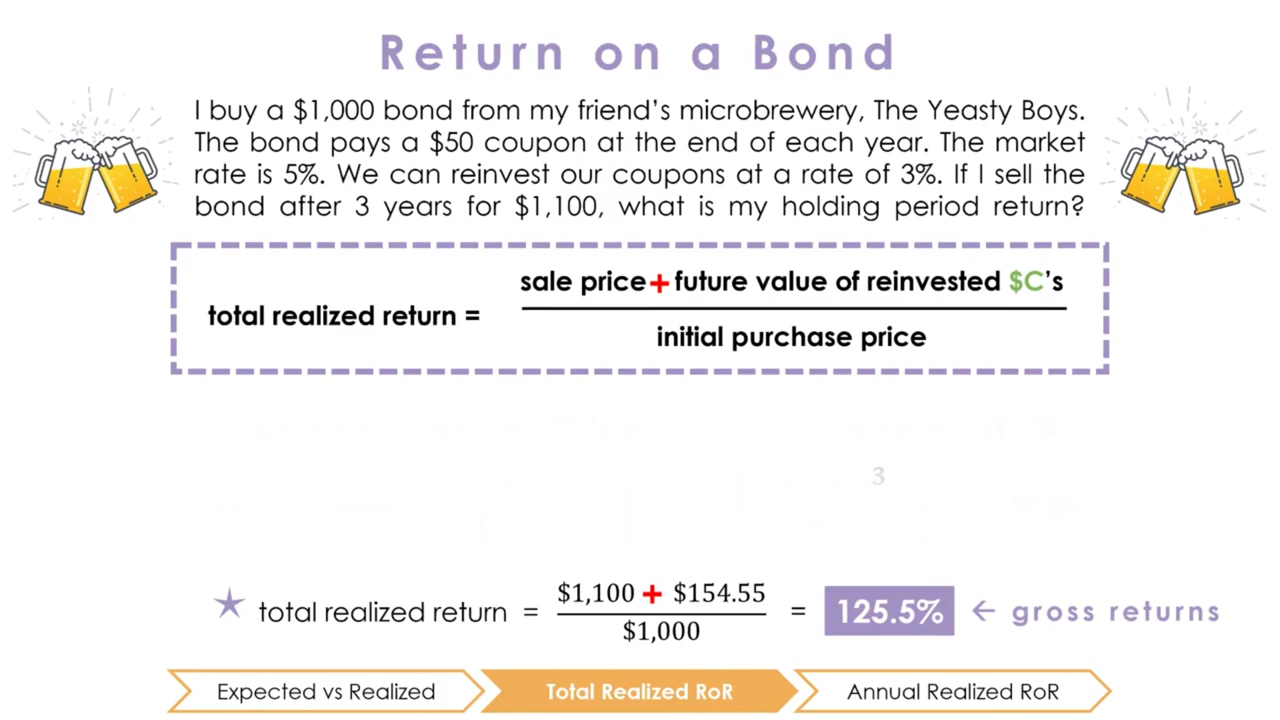 Return on a Bond
I buy a $1,000 bond from my friend's microbrewery, The Yeasty Boys.
The bond pays a $50 coupon at the end of each year. The market
rate is 5%. We can reinvest our coupons at a rate of 3%. If I sell the
bond after 3 years for $1,100, what is my holding period return?
sale price + future value of reinvested $C's
total realized return =
initial purchase price
3
$1,100 + $154.55
★ total realized return = = 125.5% ← gross returns
$1,000
Expected vs Realized Total Realized RoR Annual Realized RoR